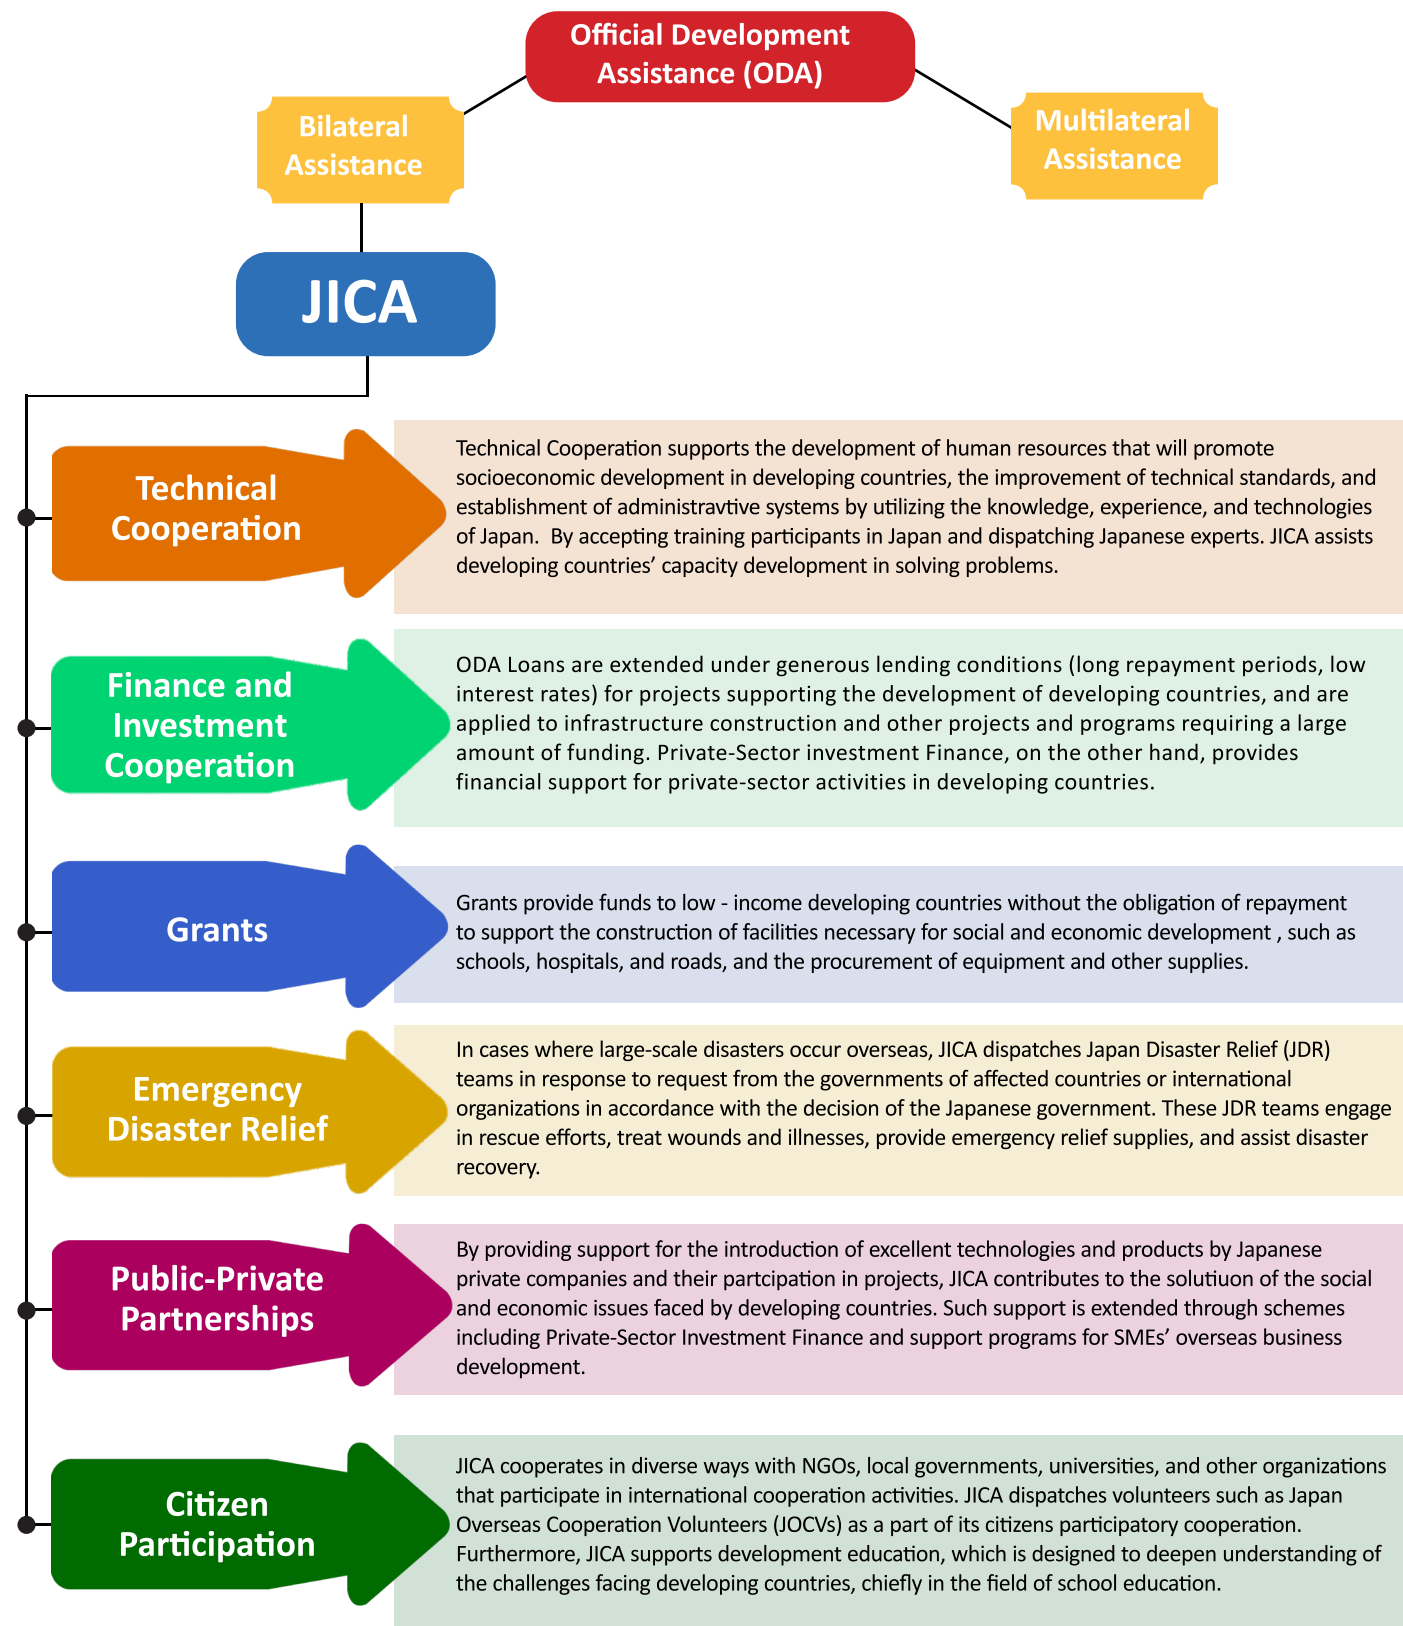 Official Development
Assistance (ODA)
Bilateral
Assistance
Multilateral
Assistance
JICA
Technical
Cooperation
Technical Cooperation supports the development of human resources that will promote
socioeconomic development in developing countries, the improvement of technical standards, and
establishment of administravtive systems by utilizing the knowledge, experience, and technologies
of Japan.  By accepting training participants in Japan and dispatching Japanese experts. JICA assists
developing countries’ capacity development in solving problems.
Finance and
Investment
Cooperation
ODA Loans are extended under generous lending conditions (long repayment periods, low
interest rates) for projects supporting the development of developing countries, and are
applied to infrastructure construction and other projects and programs requiring a large
amount of funding. Private-Sector investment Finance, on the other hand, provides
financial support for private-sector activities in developing countries.
Grants
Grants provide funds to low - income developing countries without the obligation of repayment
to support the construction of facilities necessary for social and economic development , such as
schools, hospitals, and roads, and the procurement of equipment and other supplies.
Emergency
Disaster Relief
In cases where large-scale disasters occur overseas, JICA dispatches Japan Disaster Relief (JDR)
teams in response to request from the governments of affected countries or international
organizations in accordance with the decision of the Japanese government. These JDR teams engage
in rescue efforts, treat wounds and illnesses, provide emergency relief supplies, and assist disaster
recovery.
Public-Private
Partnerships
By providing support for the introduction of excellent technologies and products by Japanese
private companies and their partcipation in projects, JICA contributes to the solutiuon of the social
and economic issues faced by developing countries. Such support is extended through schemes
including Private-Sector Investment Finance and support programs for SMEs’ overseas business
development.
Citizen
Participation
JICA cooperates in diverse ways with NGOs, local governments, universities, and other organizations
that participate in international cooperation activities. JICA dispatches volunteers such as Japan
Overseas Cooperation Volunteers (JOCVs) as a part of its citizens participatory cooperation.
Furthermore, JICA supports development education, which is designed to deepen understanding of
the challenges facing developing countries, chiefly in the field of school education.